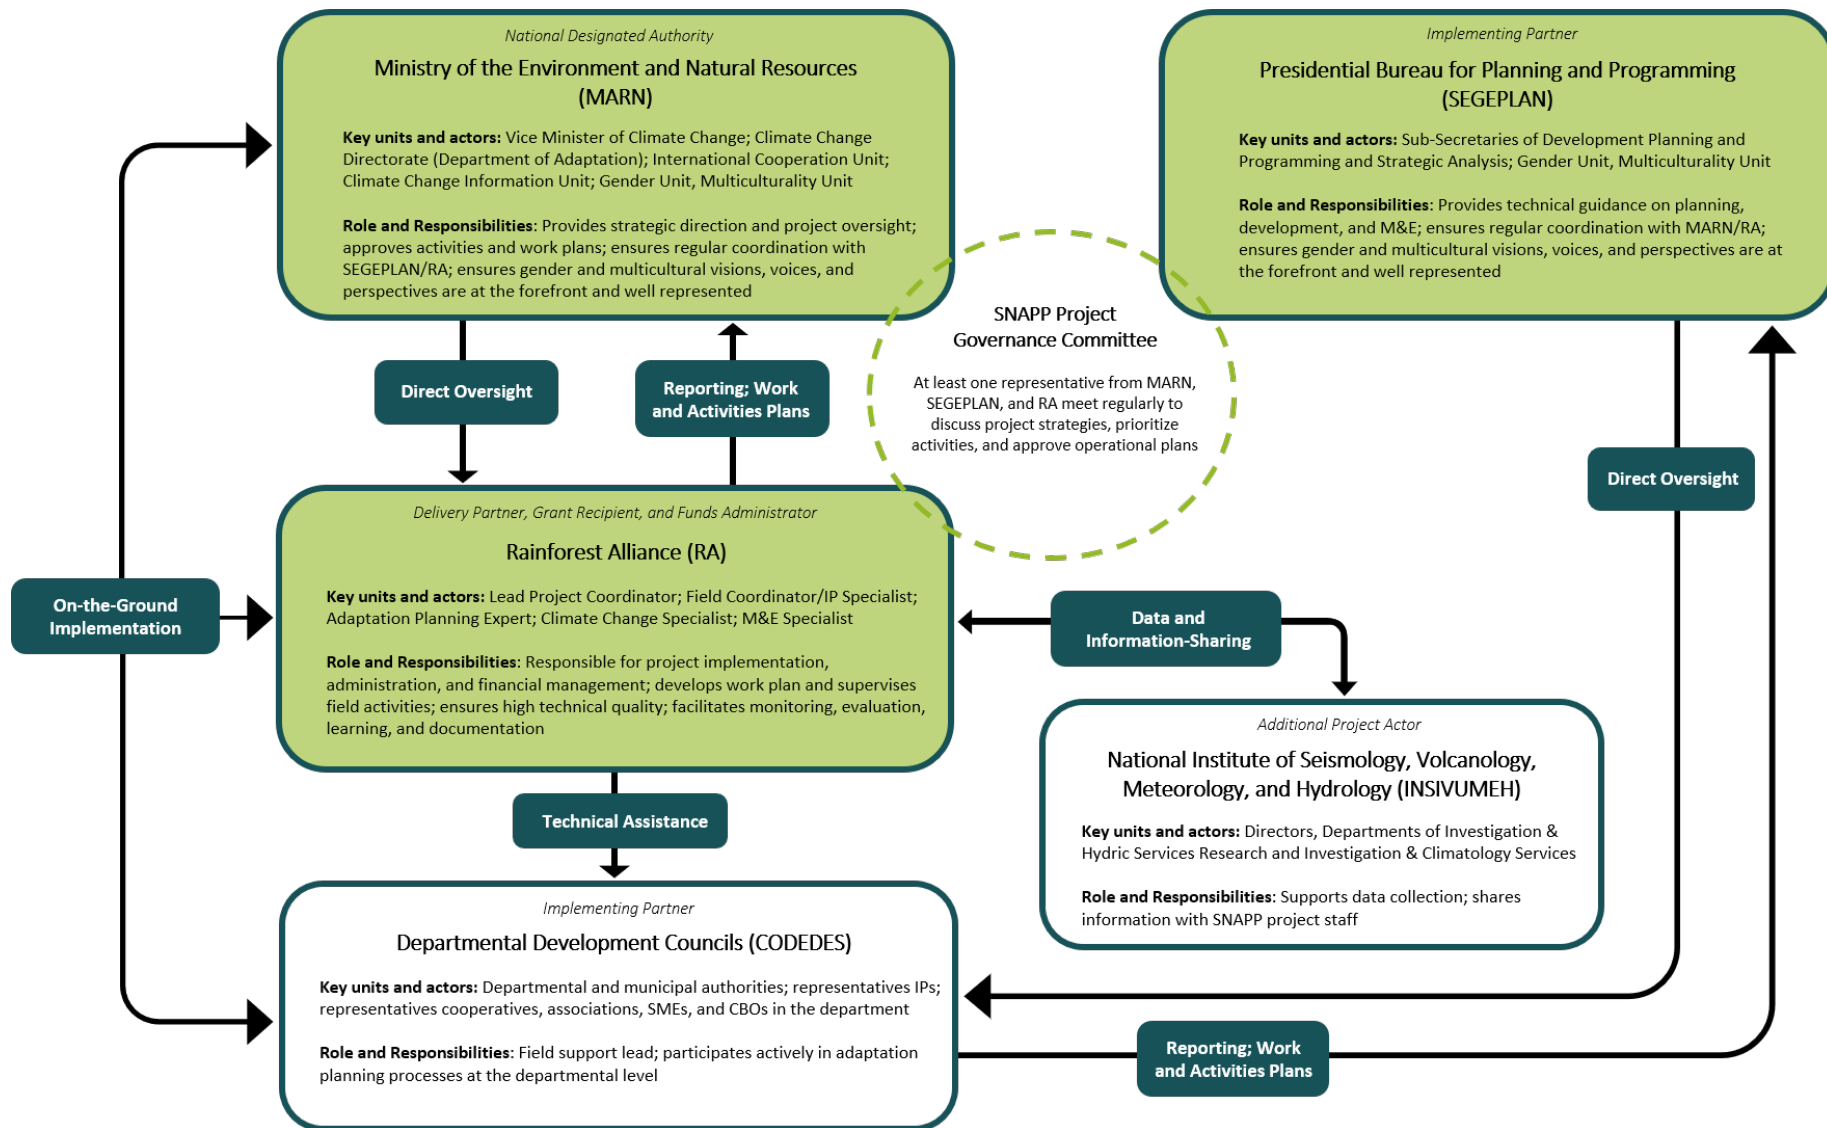 National Designated Authority
Ministry of the Environment and Natural Resources
(MARN)
Key units and actors: Vice Minister of Climate Change; Climate Change
Directorate (Department of Adaptation); International Cooperation Unit;
Climate Change Information Unit; Gender Unit, Multiculturality Unit
Role and Responsibilities: Provides strategic direction and project oversight;
approves activities and work plans; ensures regular coordination with
SEGEPLAN/RA; ensures gender and multicultural visions, voices, and
perspectives are at the forefront and well represented
Implementing Partner
Presidential Bureau for Planning and Programming
(SEGEPLAN)
Key units and actors: Sub-Secretaries of Development Planning and
Programming and Strategic Analysis; Gender Unit, Multiculturality Unit
Role and Responsibilities: Provides technical guidance on planning,
development, and M&E; ensures regular coordination with MARN/RA;
ensures gender and multicultural visions, voices, and perspectives are at
the forefront and well represented
SNAPP Project
Governance Committee
At least one representative from MARN,
SEGEPLAN, and RA meet regularly to
discuss project strategies, prioritize
activities, and approve operational plans
Direct Oversight
Reporting; Work
and Activities Plans
Direct Oversight
Delivery Partner, Grant Recipient, and Funds Administrator
Rainforest Alliance (RA)
Key units and actors: Lead Project Coordinator; Field Coordinator/IP Specialist;
Adaptation Planning Expert; Climate Change Specialist; M&E Specialist
Role and Responsibilities: Responsible for project implementation,
administration, and financial management; develops work plan and supervises
field activities; ensures high technical quality; facilitates monitoring, evaluation,
learning, and documentation
On-the-Ground
Implementation
Data and
Information-Sharing
Additional Project Actor
National Institute of Seismology, Volcanology,
Meteorology, and Hydrology (INSIVUMEH)
Key units and actors: Directors, Departments of Investigation &
Hydric Services Research and Investigation & Climatology Services
Role and Responsibilities: Supports data collection; shares
information with SNAPP project staff
Technical Assistance
Implementing Partner
Departmental Development Councils (CODEDES)
Key units and actors: Departmental and municipal authorities; representatives IPs;
representatives cooperatives, associations, SMEs, and CBOs in the department
Role and Responsibilities: Field support lead; participates actively in adaptation
planning processes at the departmental level
Reporting; Work
and Activities Plans